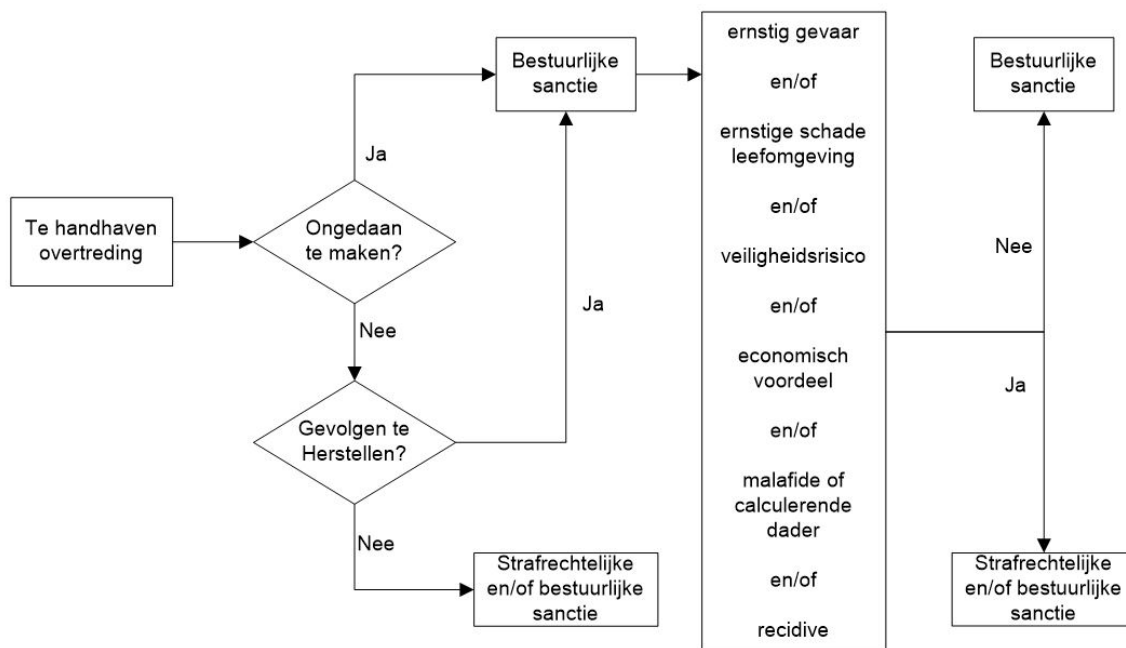 Te handhaven
overtreding
Ongedaan
te maken?
Ja
Nee
Gevolgen te
Herstellen?
Ja
Nee
Bestuurlijke
sanctie
Strafrechtelijke
en/of bestuurlijke
sanctie
ernstig gevaar
en/of
ernstige schade
leefomgeving
en/of
veiligheidsrisico
en/of
economisch
voordeel
en/of
malafide of
calculerende
dader
en/of
recidive
Bestuurlijke
sanctie
Nee
Ja
Strafrechtelijke
en/of bestuurlijke
sanctie